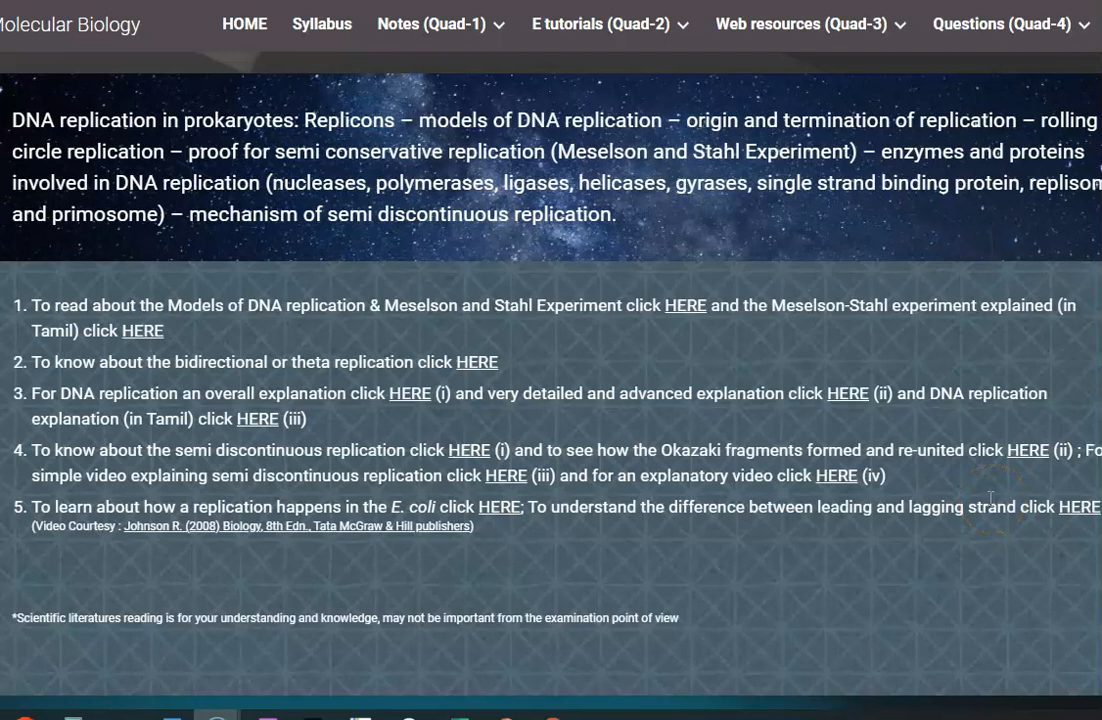 Molecular Biology HOME Syllabus Notes (Quad-1) E tutorials (Quad-2) Web resources (Quad-3) Questions (Quad-4)
DNA replication in prokaryotes: Replicons – models of DNA replication – origin and termination of replication – rolling
circle replication – proof for semi conservative replication (Meselson and Stahl Experiment) – enzymes and proteins
involved in DNA replication (nucleases, polymerases, ligases, helicases, gyrases, single strand binding protein, replisom
and primosome) – mechanism of semi discontinuous replication.
1. To read about the Models of DNA replication & Meselson and Stahl Experiment click HERE and the Meselson-Stahl experiment explained (in
Tamil) click HERE
2. To know about the bidirectional or theta replication click HERE
3. For DNA replication an overall explanation click HERE (i) and very detailed and advanced explanation click HERE (ii) and DNA replication
explanation (in Tamil) click HERE (iii)
4. To know about the semi discontinuous replication click HERE (i) and to see how the Okazaki fragments formed and re-united click HERE (ii) ; Fo
simple video explaining semi discontinuous replication click HERE (iii) and for an explanatory video click HERE (iv)
5. To learn about how a replication happens in the E. coli click HERE; To understand the difference between leading and lagging strand click HERE
(Video Courtesy : Johnson R. (2008) Biology, 8th Edn., Tata McGraw & Hill publishers)
*Scientific literatures reading is for your understanding and knowledge, may not be important from the examination point of view